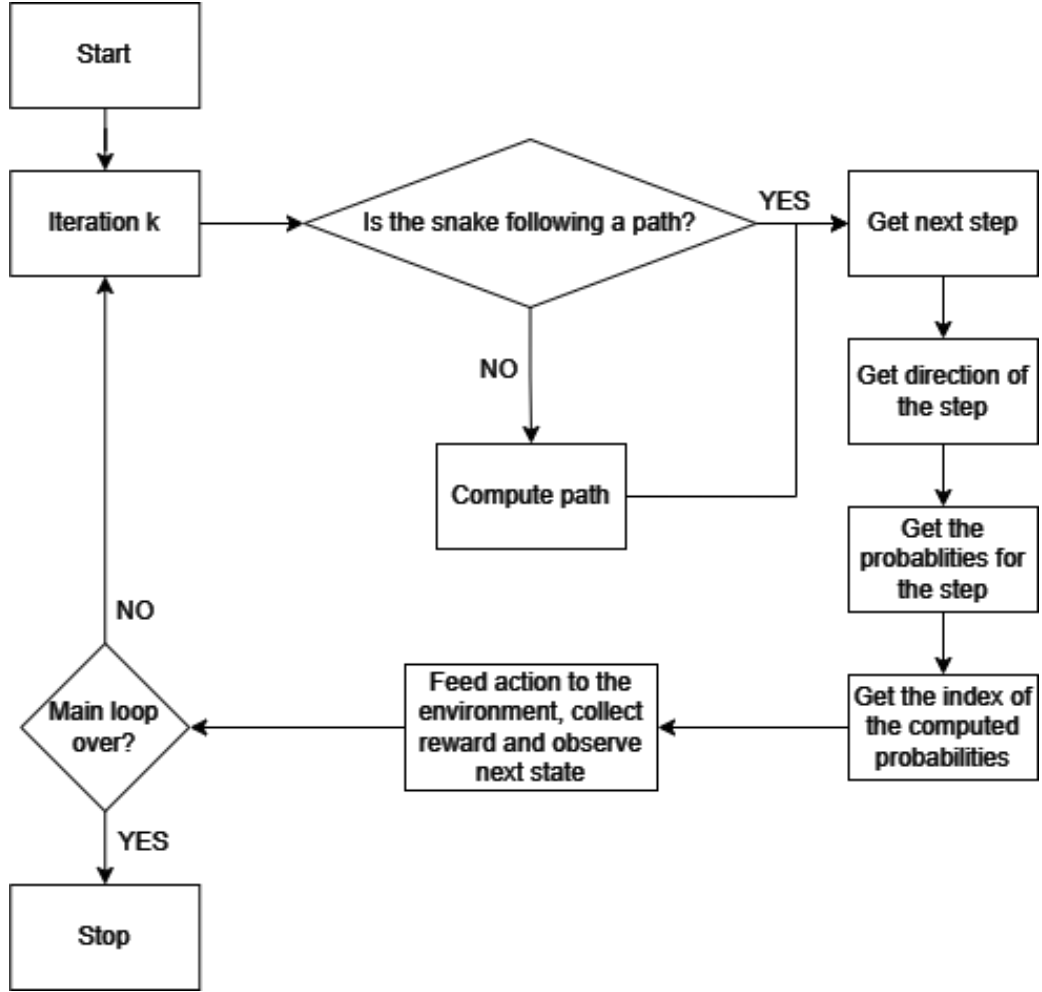 Start
Iteration k
Is the snake following a path?
YES
Get next step
NO
Get direction of
the step
Compute path
Get the
probablities for
the step
NO
Main loop
over?
Feed action to the
environment, collect
reward and observe
next state
Get the index of
the computed
probabilities
YES
Stop